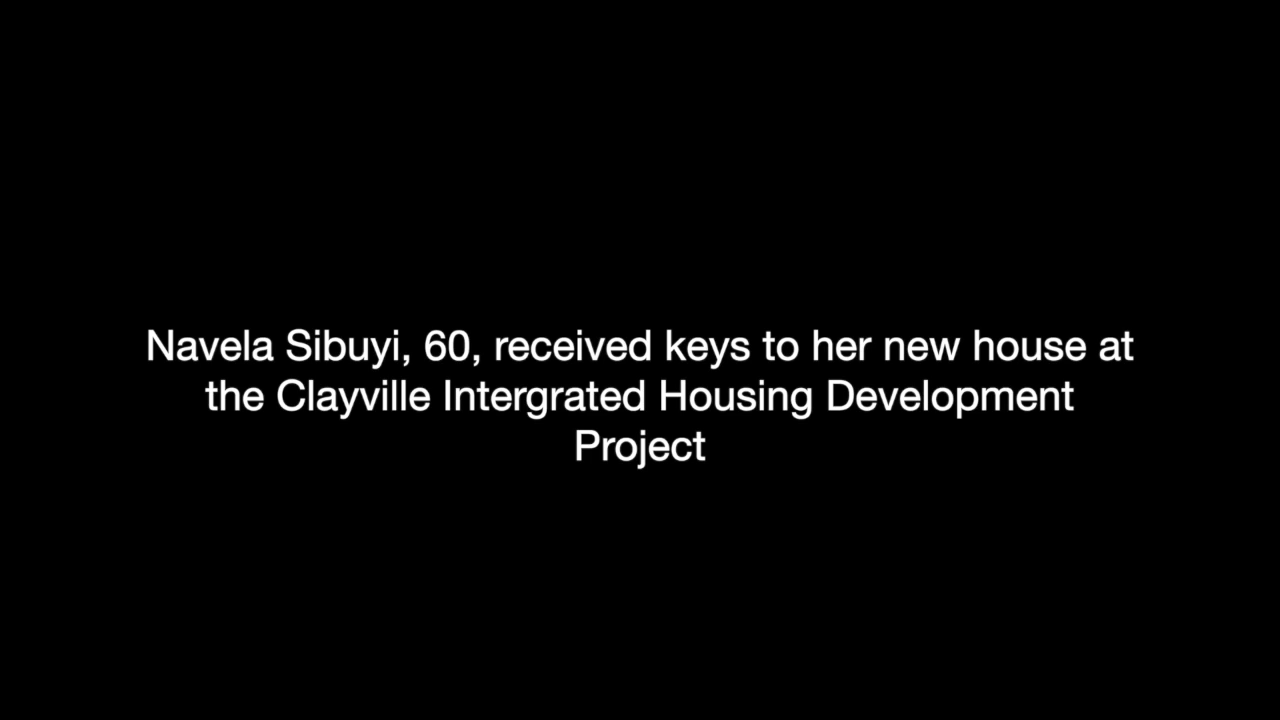 Navela Sibuyi, 60, received keys to her new house at
the Clayville Intergrated Housing Development
Project